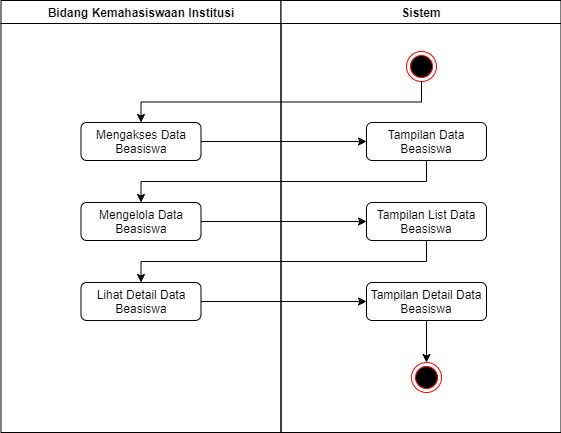 Bidang Kemahasiswaan Institusi
Sistem
Mengakses Data
Beasiswa
Tampilan Data
Beasiswa
Mengelola Data
Beasiswa
Tampilan List Data
Beasiswa
Lihat Detail Data
Beasiswa
Tampilan Detail Data
Beasiswa